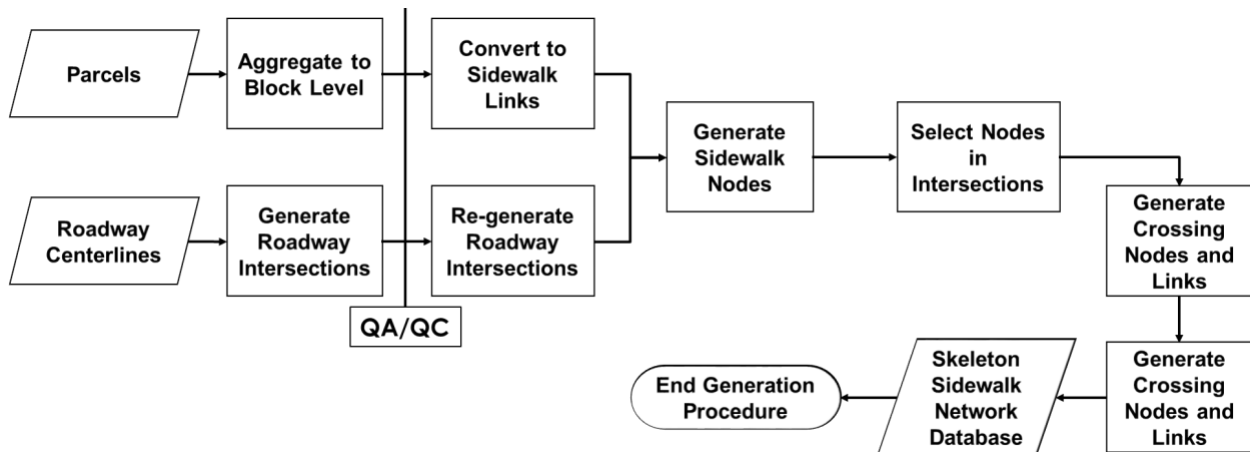 Parcels
Aggregate to
Block Level
Convert to
Sidewalk
Links
Roadway
Centerlines
Generate
Roadway
Intersections
Re-generate
Roadway
Intersections
QA/QC
Generate
Sidewalk
Nodes
Select Nodes
in
Intersections
Generate
Crossing
Nodes and
Links
Generate
Crossing
Nodes and
Links
Skeleton
Sidewalk
Network
Database
End Generation
Procedure